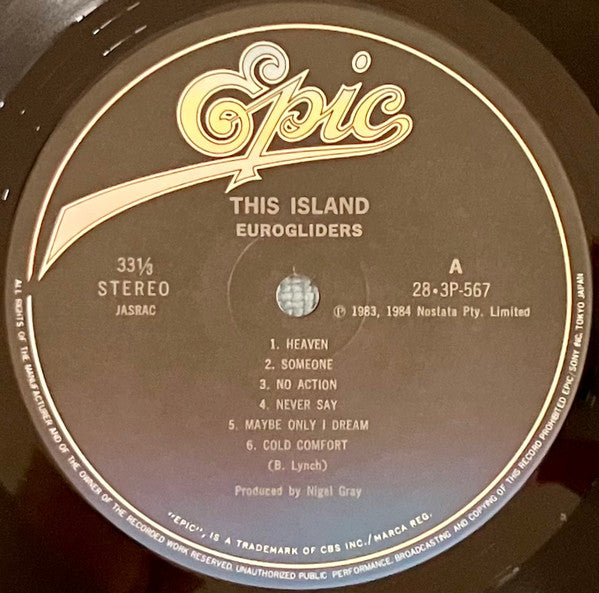 Epic
THIS ISLAND
EUROGLIDERS
33⅓
STEREO
JASRAC
A
28・3P-567
Ⓟ 1983, 1984 Noslata Pty. Limited
1. HEAVEN
2. SOMEONE
3. NO ACTION
4. NEVER SAY
5. MAYBE ONLY I DREAM
6. COLD COMFORT
(B. Lynch)
Produced by Nigel Gray
"EPIC", IS A TRADEMARK OF CBS INC./MARCA REG.
ALL RIGHTS OF THE MANUFACTURER AND OF THE OWNER OF THE RECORDED WORK RESERVED. UNAUTHORIZED PUBLIC PERFORMANCE, BROADCASTING AND COPYING OF THIS RECORD PROHIBITED EPIC/SONY INC. TOKYO JAPAN